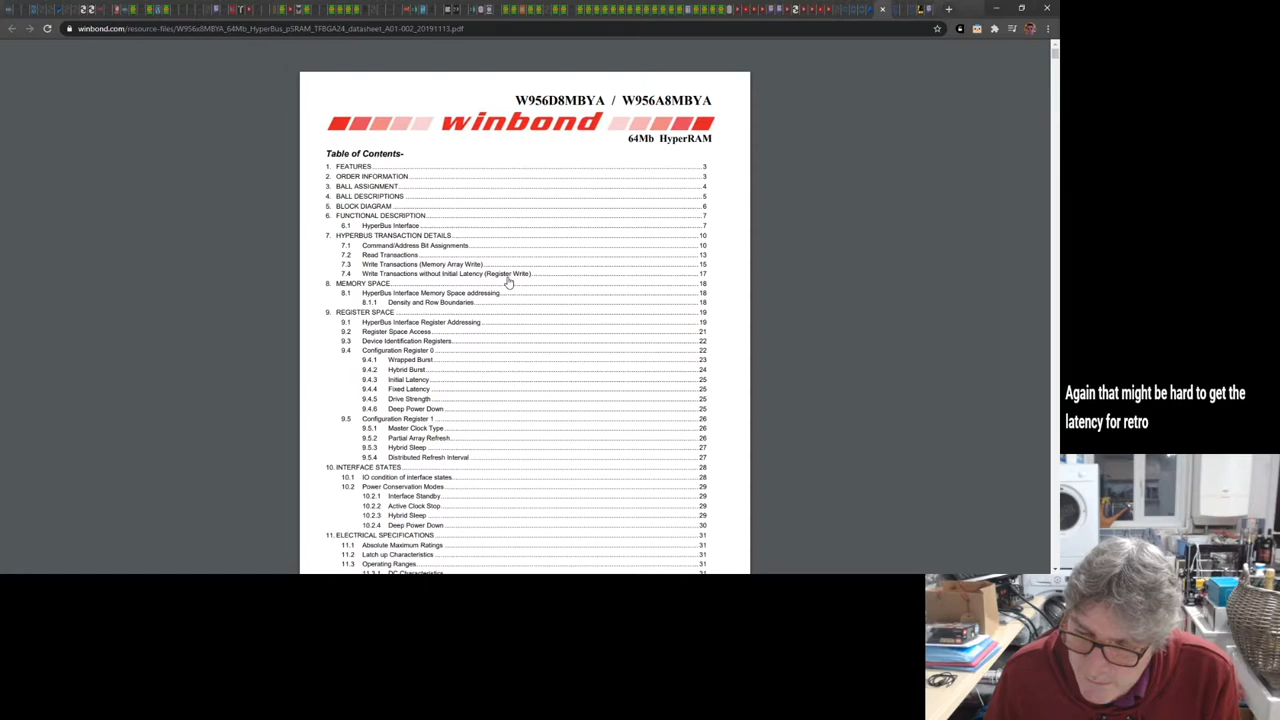 winbond.com/resource-files/W956x8MBYA_64Mb_HyperBus_pSRAM_TFBGA24_datasheet_A01-002_20191113.pdf
W956D8MBYA / W956A8MBYA
winbond
64Mb HyperRAM
Table of Contents-
1. FEATURES 3
2. ORDER INFORMATION 3
3. BALL ASSIGNMENT 4
4. BALL DESCRIPTIONS 5
5. BLOCK DIAGRAM 6
6. FUNCTIONAL DESCRIPTION 7
6.1 HyperBus Interface 7
7. HYPERBUS TRANSACTION DETAILS 10
7.1 Command/Address Bit Assignments 10
7.2 Read Transactions 13
7.3 Write Transactions (Memory Array Write) 15
7.4 Write Transactions without Initial Latency (Register Write) 17
8. MEMORY SPACE 18
8.1 HyperBus Interface Memory Space addressing 18
8.1.1 Density and Row Boundaries 18
9. REGISTER SPACE 19
9.1 HyperBus Interface Register Addressing 19
9.2 Register Space Access 21
9.3 Device Identification Registers 22
9.4 Configuration Register 0 22
9.4.1 Wrapped Burst 23
9.4.2 Hybrid Burst 24
9.4.3 Initial Latency 25
9.4.4 Fixed Latency 25
9.4.5 Drive Strength 25
9.4.6 Deep Power Down 25
9.5 Configuration Register 1 26
9.5.1 Master Clock Type 26
9.5.2 Partial Array Refresh 26
9.5.3 Hybrid Sleep 27
9.5.4 Distributed Refresh Interval 27
10. INTERFACE STATES 28
10.1 IO condition of interface states 28
10.2 Power Conservation Modes 29
10.2.1 Interface Standby 29
10.2.2 Active Clock Stop 29
10.2.3 Hybrid Sleep 29
10.2.4 Deep Power Down 30
11. ELECTRICAL SPECIFICATIONS 31
11.1 Absolute Maximum Ratings 31
11.2 Latch up Characteristics 31
11.3 Operating Ranges 31
11.3.1 DC Characteristics 31
Again that might be hard to get the
latency for retro